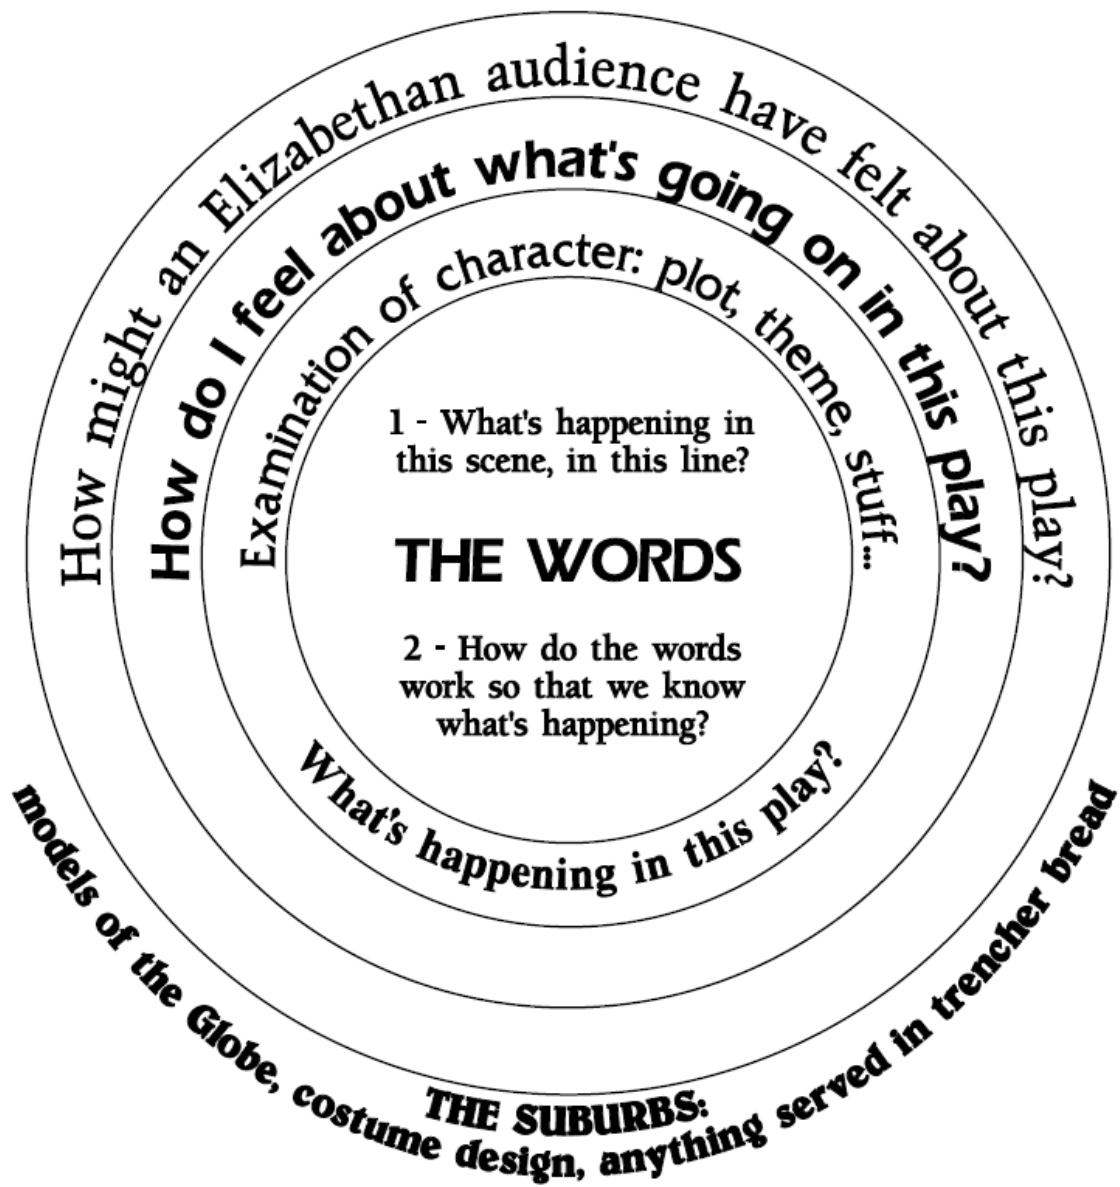 How might an Elizabethan audience have felt about this play?
How do I feel about what's going on in this play?
Examination of character: plot, theme, stuff...
1 - What's happening in
this scene, in this line?
THE WORDS
2 - How do the words
work so that we know
what's happening?
What's happening in this play?
THE SUBURBS:
models of the Globe, costume design, anything served in trencher bread